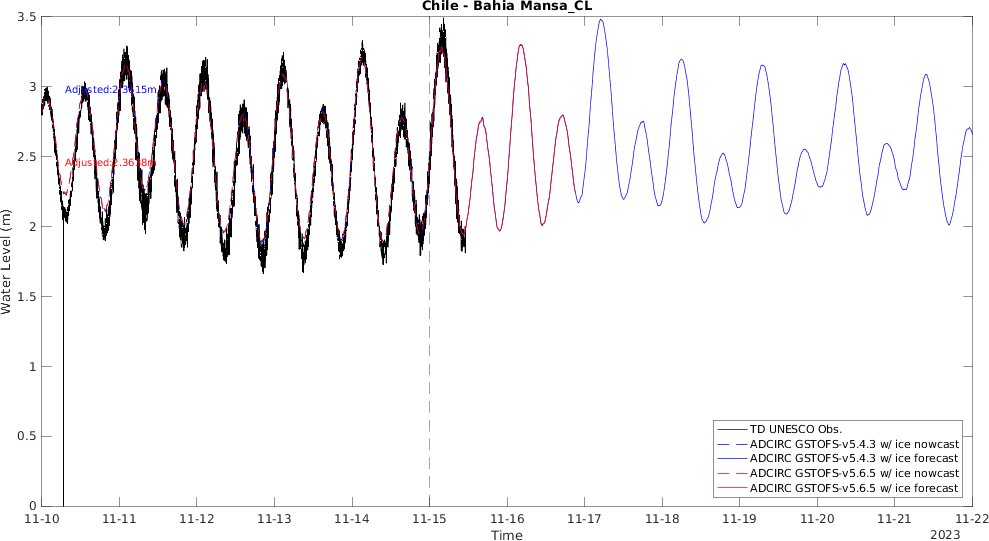 Chile - Bahia Mansa_CL
Water Level (m)
3.5
3
2.5
2
1.5
1
0.5
0
Adjusted:2.3615m
11-10 11-11 11-12 11-13 11-14 11-15 11-16 11-17 11-18 11-19 11-20 11-21 11-22
Time
2023
TD UNESCO Obs.
ADCIRC GSTOFS-v5.4.3 w/ ice nowcast
ADCIRC GSTOFS-v5.4.3 w/ ice forecast
ADCIRC GSTOFS-v5.6.5 w/ ice nowcast
ADCIRC GSTOFS-v5.6.5 w/ ice forecast